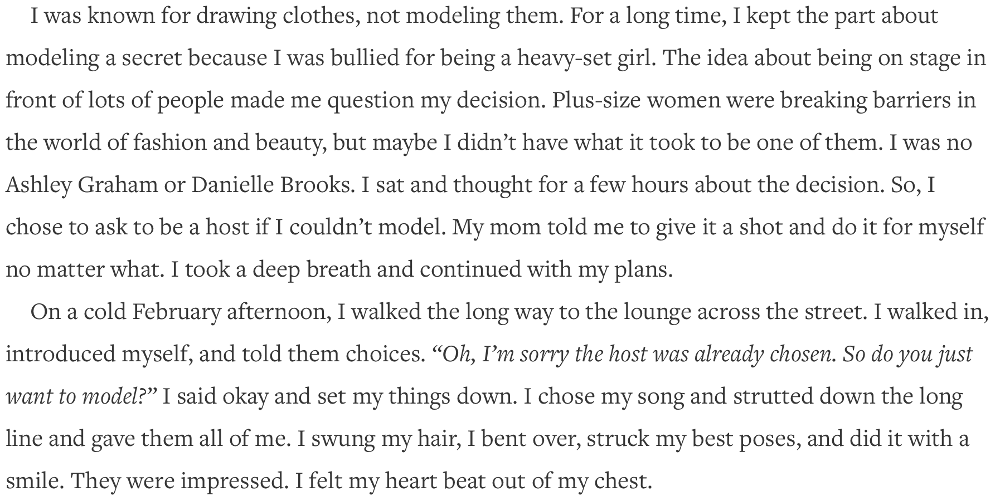 I was known for drawing clothes, not modeling them. For a long time, I kept the part about
modeling a secret because I was bullied for being a heavy-set girl. The idea about being on stage in
front of lots of people made me question my decision. Plus-size women were breaking barriers in
the world of fashion and beauty, but maybe I didn’t have what it took to be one of them. I was no
Ashley Graham or Danielle Brooks. I sat and thought for a few hours about the decision. So, I
chose to ask to be a host if I couldn’t model. My mom told me to give it a shot and do it for myself
no matter what. I took a deep breath and continued with my plans.
On a cold February afternoon, I walked the long way to the lounge across the street. I walked in,
introduced myself, and told them choices. “Oh, I’m sorry the host was already chosen. So do you just
want to model?” I said okay and set my things down. I chose my song and strutted down the long
line and gave them all of me. I swung my hair, I bent over, struck my best poses, and did it with a
smile. They were impressed. I felt my heart beat out of my chest.